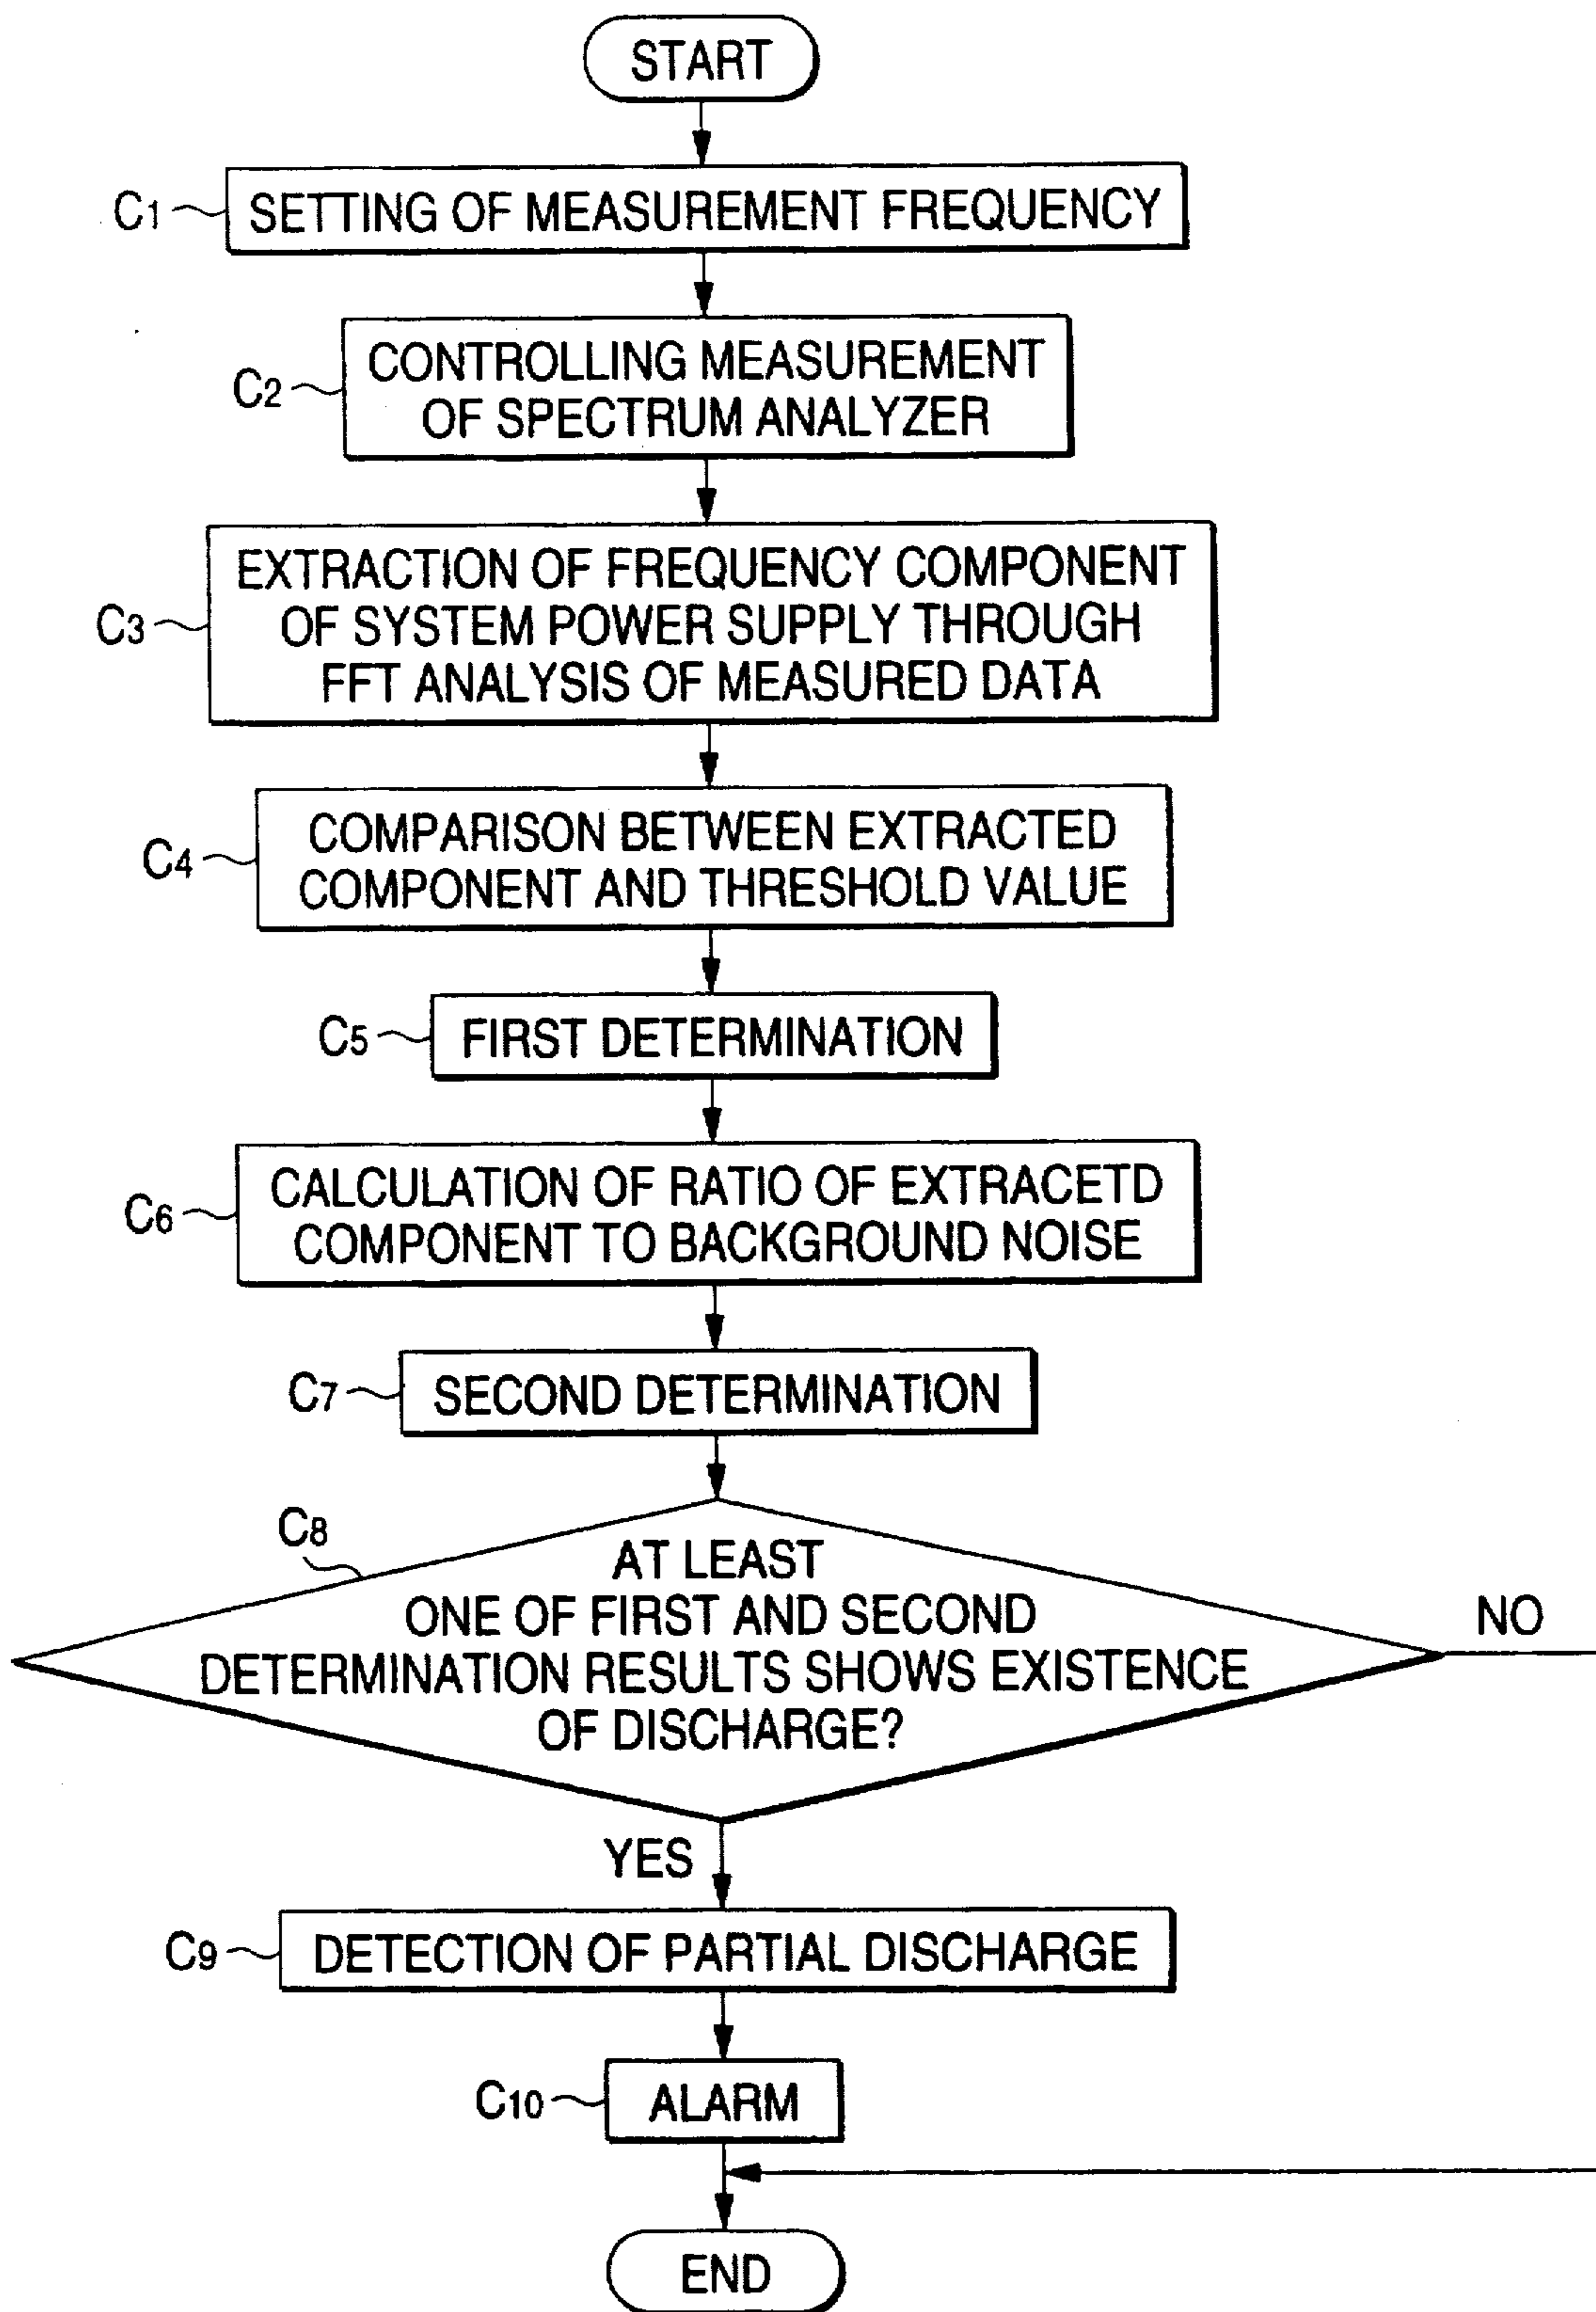 START
C1 SETTING OF MEASUREMENT FREQUENCY
C2 CONTROLLING MEASUREMENT
OF SPECTRUM ANALYZER
C3 EXTRACTION OF FREQUENCY COMPONENT
OF SYSTEM POWER SUPPLY THROUGH
FFT ANALYSIS OF MEASURED DATA
C4 COMPARISON BETWEEN EXTRACTED
COMPONENT AND THRESHOLD VALUE
C5 FIRST DETERMINATION
C6 CALCULATION OF RATIO OF EXTRACETD
COMPONENT TO BACKGROUND NOISE
C7 SECOND DETERMINATION
C8
AT LEAST
ONE OF FIRST AND SECOND
DETERMINATION RESULTS SHOWS EXISTENCE
OF DISCHARGE?
NO
YES
C9 DETECTION OF PARTIAL DISCHARGE
C10 ALARM
END